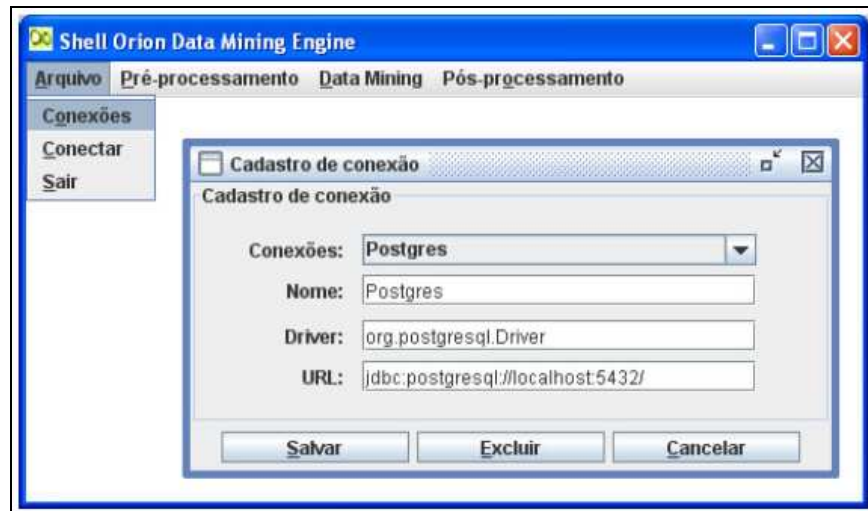 Shell Orion Data Mining Engine
Arquivo Pré-processamento Data Mining Pós-processamento
Conexões
Conectar
Sair
Cadastro de conexão
Cadastro de conexão
Conexões: Postgres
Nome: Postgres
Driver: org.postgresql.Driver
URL: jdbc:postgresql://localhost:5432/
Salvar Excluir Cancelar